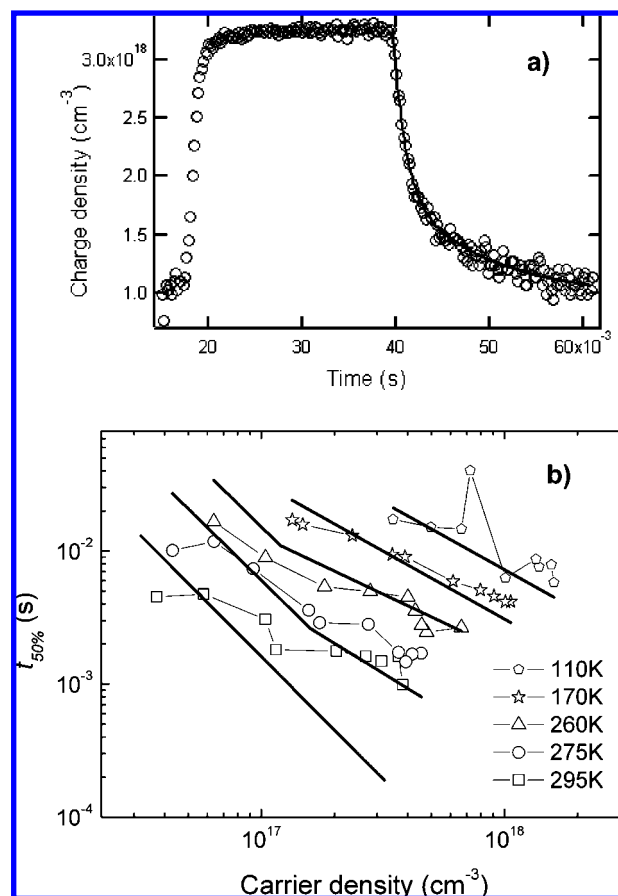 a)
Charge density (cm⁻³)
3.0x10¹⁸
2.5
2.0
1.5
1.0
20
30
40
50
60x10⁻³
Time (s)
b)
t₅₀% (s)
10⁻²
10⁻³
10⁻⁴
110K
170K
260K
275K
295K
10¹⁷
10¹⁸
Carrier density (cm⁻³)